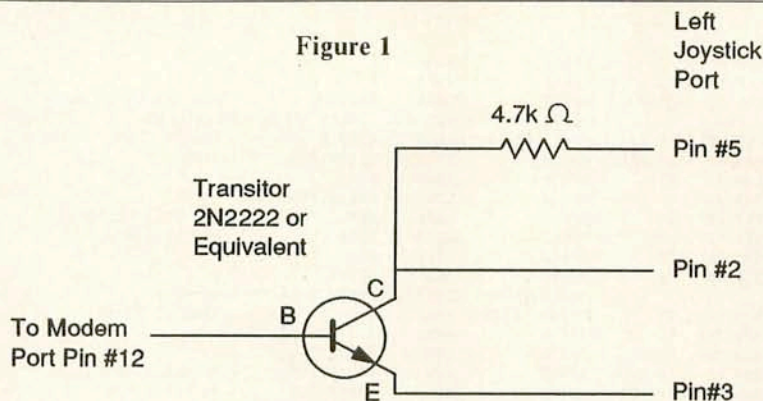 Figure 1
Left
Joystick
Port
4.7k Ω
Pin #5
Transitor
2N2222 or
Equivalent
Pin #2
C
B
To Modem
Port Pin #12
E
Pin#3